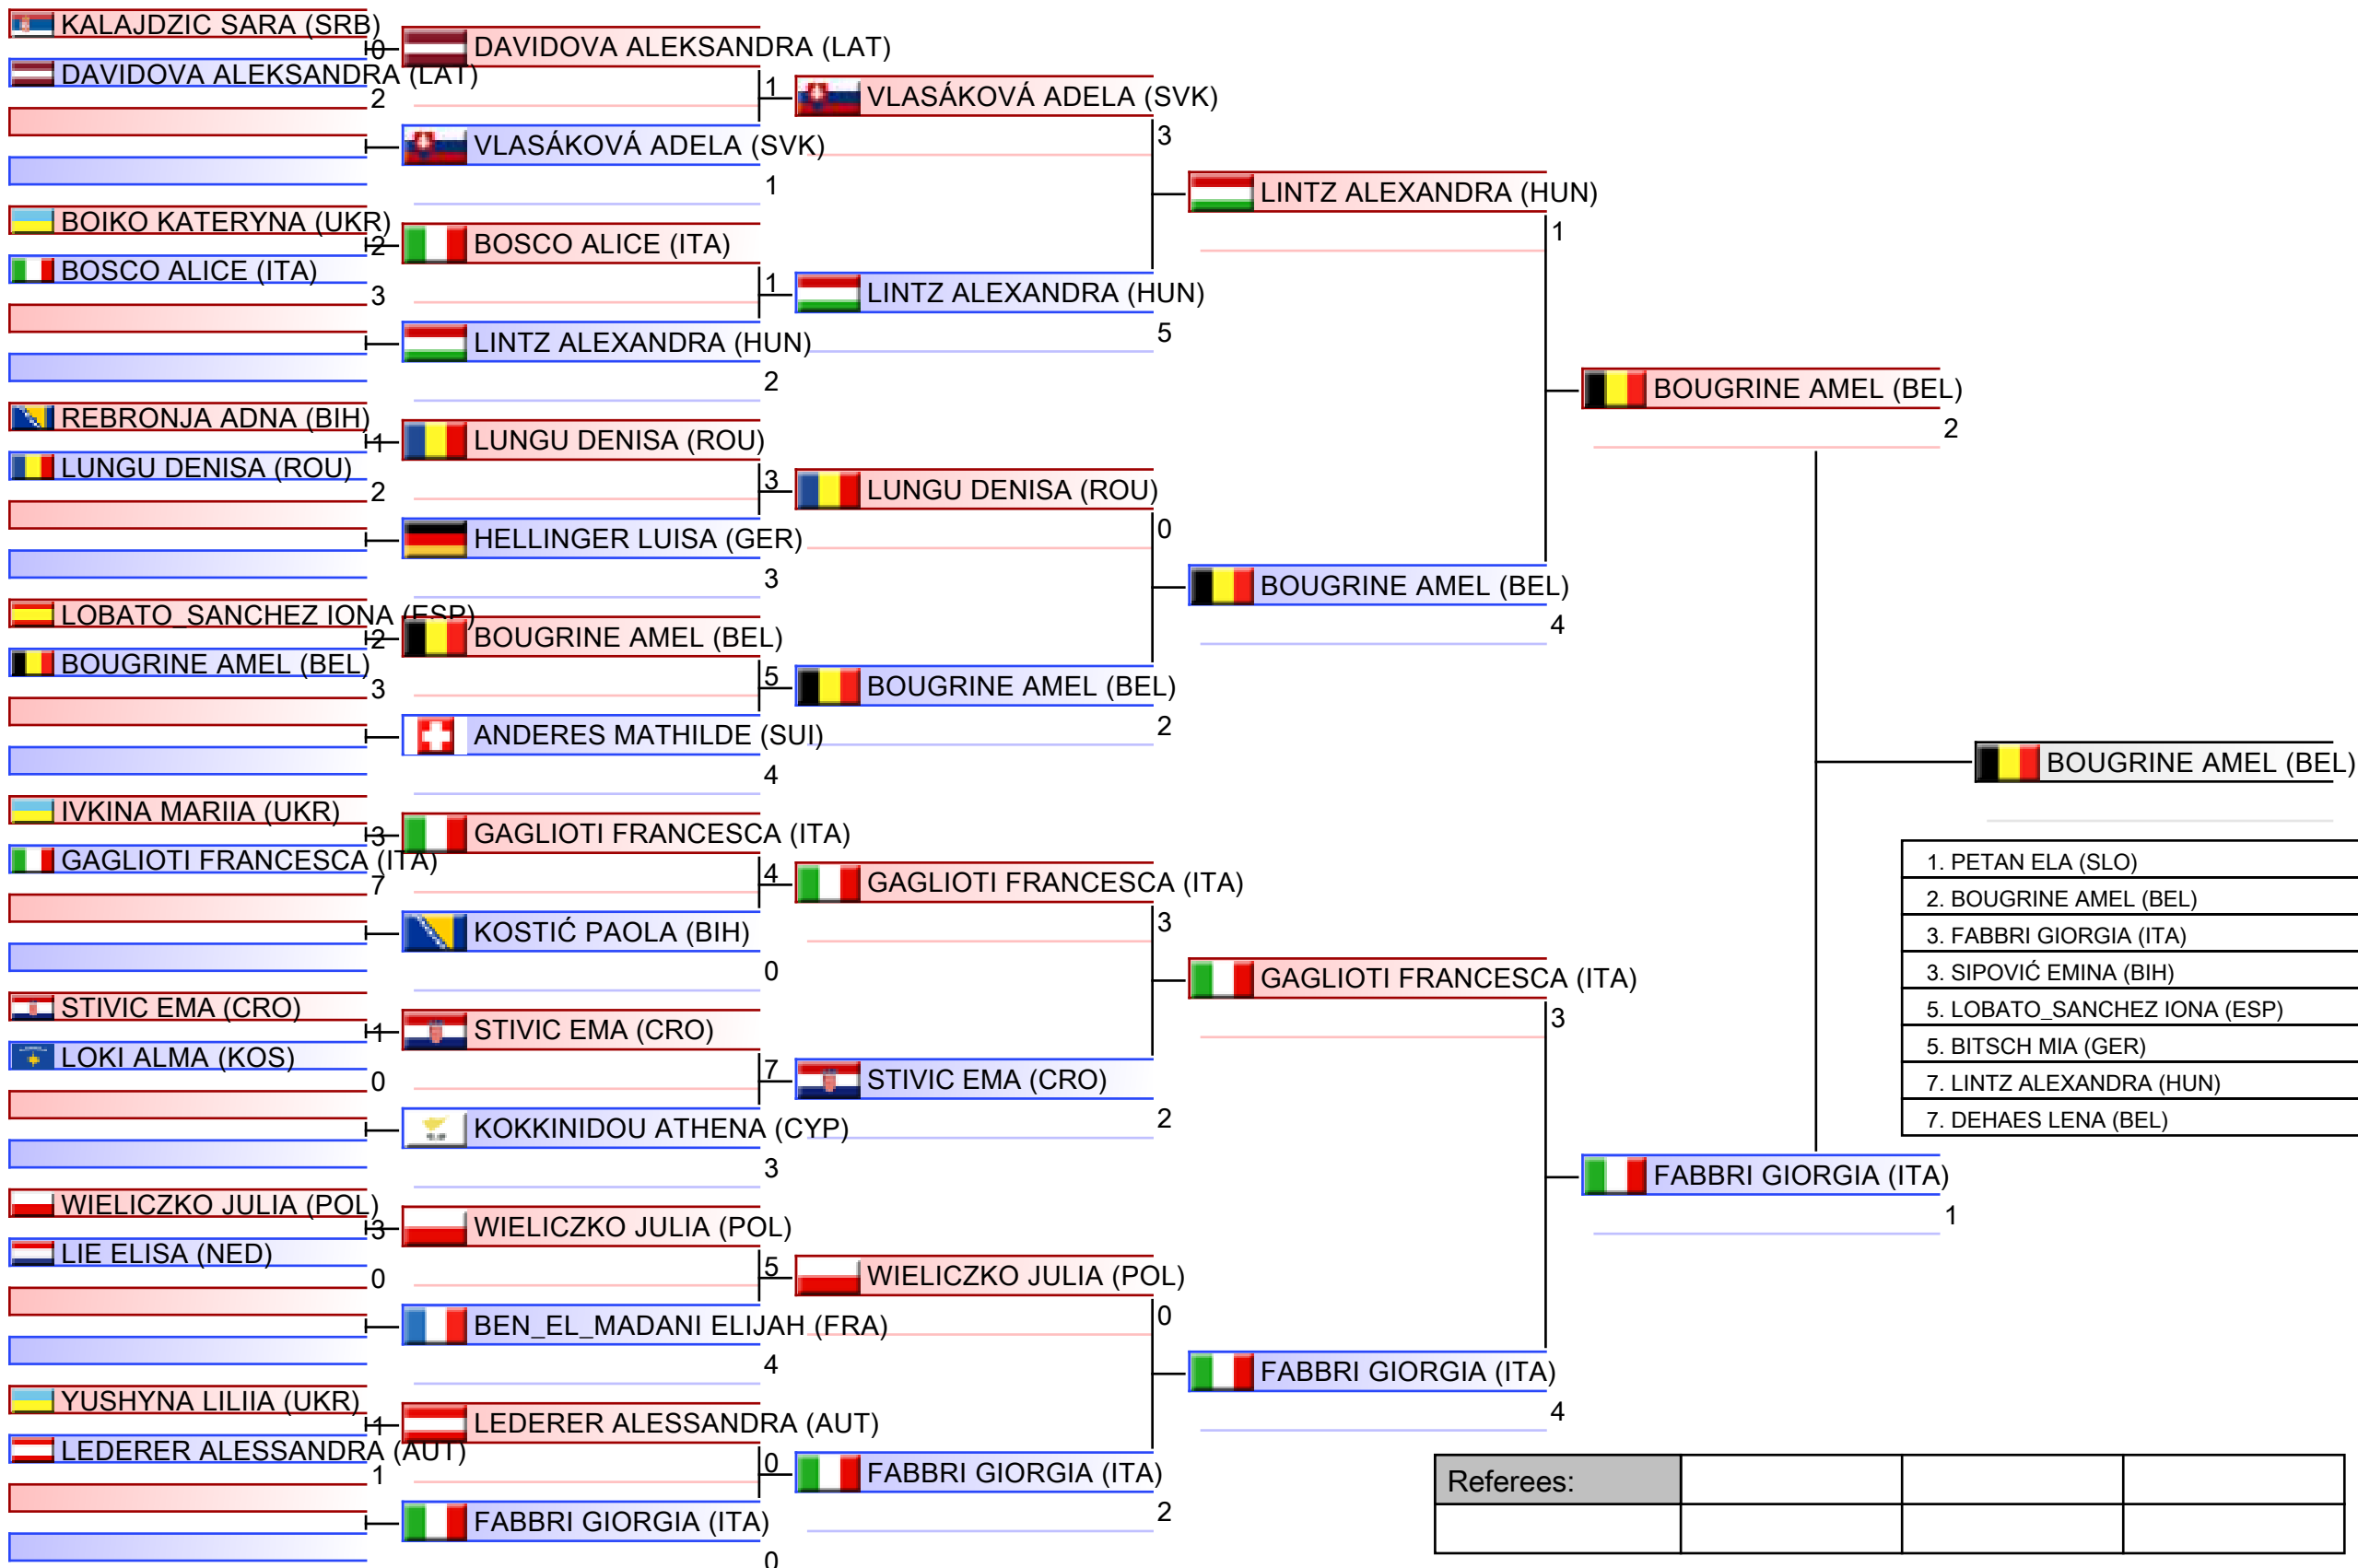 KALAJDZIC SARA (SRB)
0
DAVIDOVA ALEKSANDRA (LAT)
2
BOIKO KATERYNA (UKR)
2
BOSCO ALICE (ITA)
3
REBRONJA ADNA (BIH)
1
LUNGU DENISA (ROU)
2
LOBATO_SANCHEZ IONA (ESP)
2
BOUGRINE AMEL (BEL)
3
IVKINA MARIIA (UKR)
3
GAGLIOTI FRANCESCA (ITA)
7
STIVIC EMA (CRO)
1
LOKI ALMA (KOS)
0
WIELICZKO JULIA (POL)
3
LIE ELISA (NED)
0
YUSHYNA LILIIA (UKR)
1
LEDERER ALESSANDRA (AUT)
1
DAVIDOVA ALEKSANDRA (LAT)
1
VLASÁKOVÁ ADELA (SVK)
1
BOSCO ALICE (ITA)
1
LINTZ ALEXANDRA (HUN)
2
LUNGU DENISA (ROU)
3
HELLINGER LUISA (GER)
3
BOUGRINE AMEL (BEL)
5
ANDERES MATHILDE (SUI)
4
GAGLIOTI FRANCESCA (ITA)
4
KOSTIĆ PAOLA (BIH)
0
STIVIC EMA (CRO)
7
KOKKINIDOU ATHENA (CYP)
3
WIELICZKO JULIA (POL)
5
BEN_EL_MADANI ELIJAH (FRA)
4
LEDERER ALESSANDRA (AUT)
0
FABBRI GIORGIA (ITA)
0
VLASÁKOVÁ ADELA (SVK)
3
LINTZ ALEXANDRA (HUN)
5
LUNGU DENISA (ROU)
0
BOUGRINE AMEL (BEL)
2
GAGLIOTI FRANCESCA (ITA)
3
STIVIC EMA (CRO)
2
WIELICZKO JULIA (POL)
0
FABBRI GIORGIA (ITA)
2
LINTZ ALEXANDRA (HUN)
1
BOUGRINE AMEL (BEL)
4
GAGLIOTI FRANCESCA (ITA)
3
FABBRI GIORGIA (ITA)
4
BOUGRINE AMEL (BEL)
2
FABBRI GIORGIA (ITA)
1
BOUGRINE AMEL (BEL)
1. PETAN ELA (SLO)
2. BOUGRINE AMEL (BEL)
3. FABBRI GIORGIA (ITA)
3. SIPOVIĆ EMINA (BIH)
5. LOBATO_SANCHEZ IONA (ESP)
5. BITSCH MIA (GER)
7. LINTZ ALEXANDRA (HUN)
7. DEHAES LENA (BEL)
Referees: